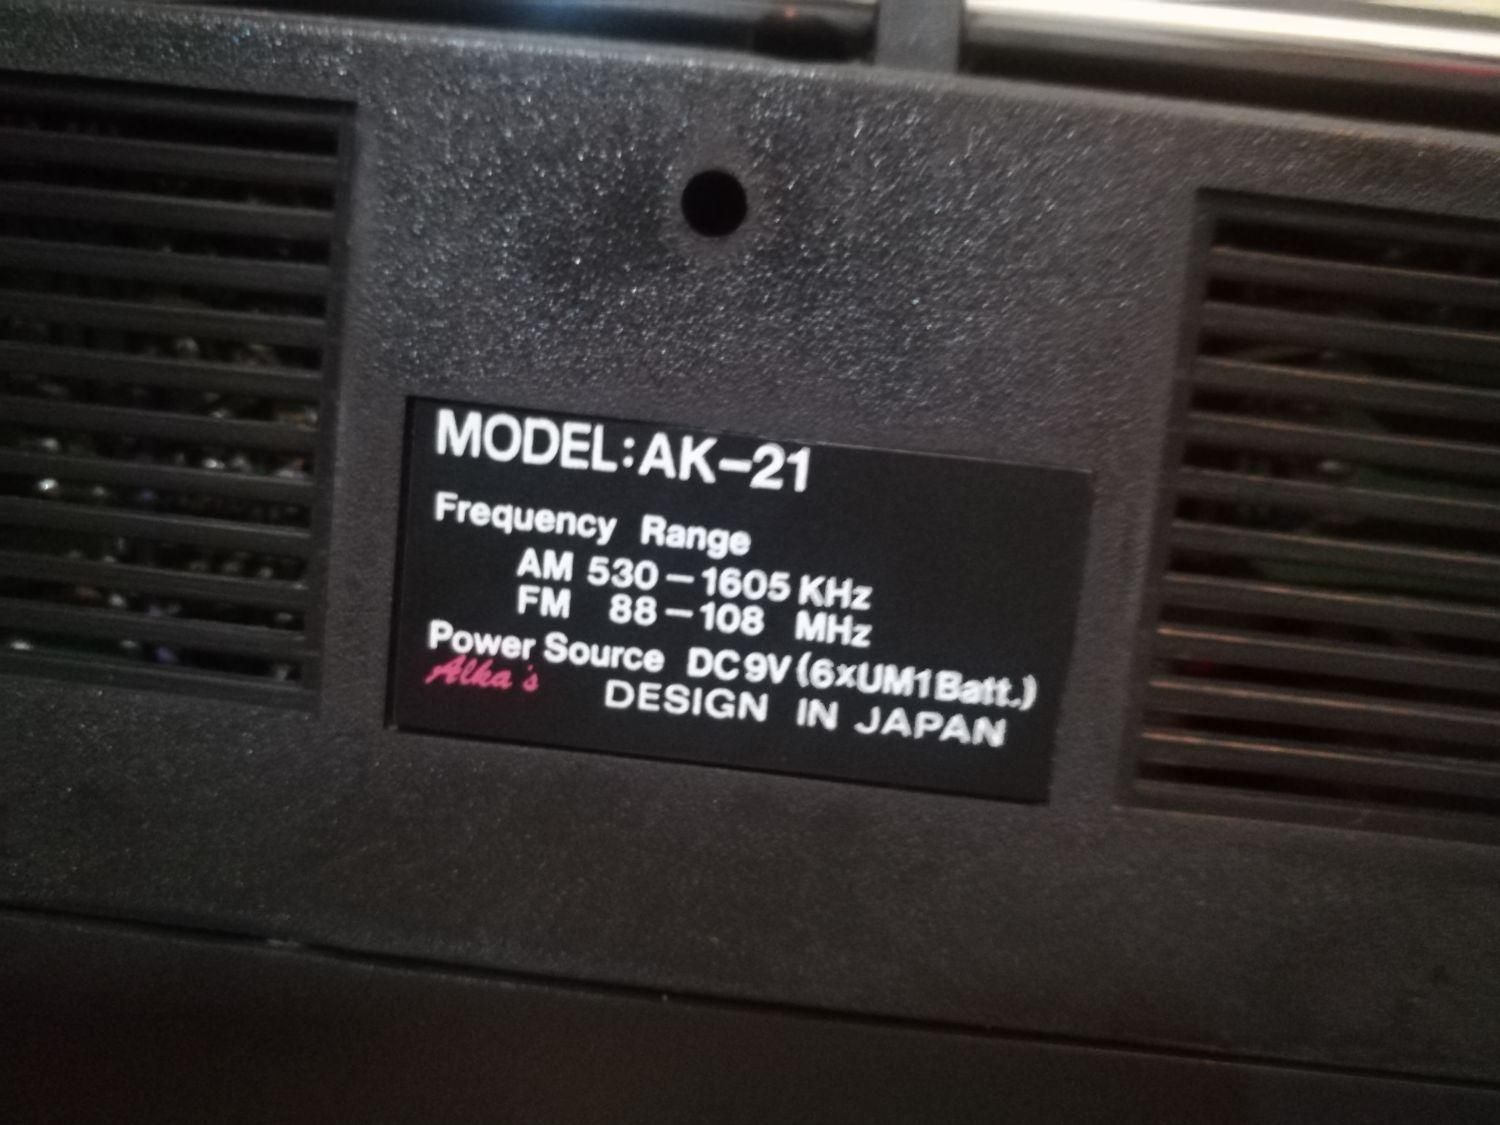 MODEL:AK-21
Frequency Range
AM 530-1605 KHz
FM 88-108 MHz
Power Source DC9V (6xUM1Batt.)
Alka's DESIGN IN JAPAN